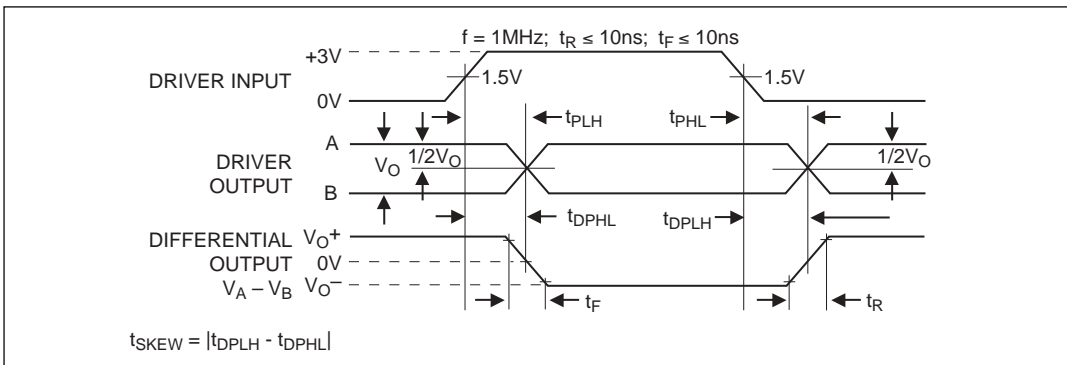 f = 1MHz; tR ≤ 10ns; tF ≤ 10ns
+3V
DRIVER INPUT
1.5V
1.5V
0V
tPLH
tPHL
A
DRIVER
OUTPUT
VO
1/2VO
1/2VO
B
tDPHL
tDPLH
DIFFERENTIAL
OUTPUT
VA – VB
VO+
0V
VO–
tF
tR
tSKEW = |tDPLH - tDPHL|